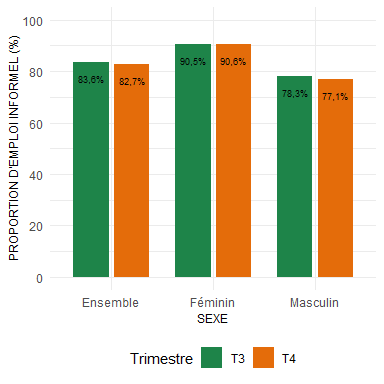 PROPORTION D'EMPLOI INFORMEL (%)
100
80
60
40
20
0
83,6%
82,7%
90,5%
90,6%
78,3%
77,1%
Ensemble
Féminin
Masculin
SEXE
Trimestre T3 T4